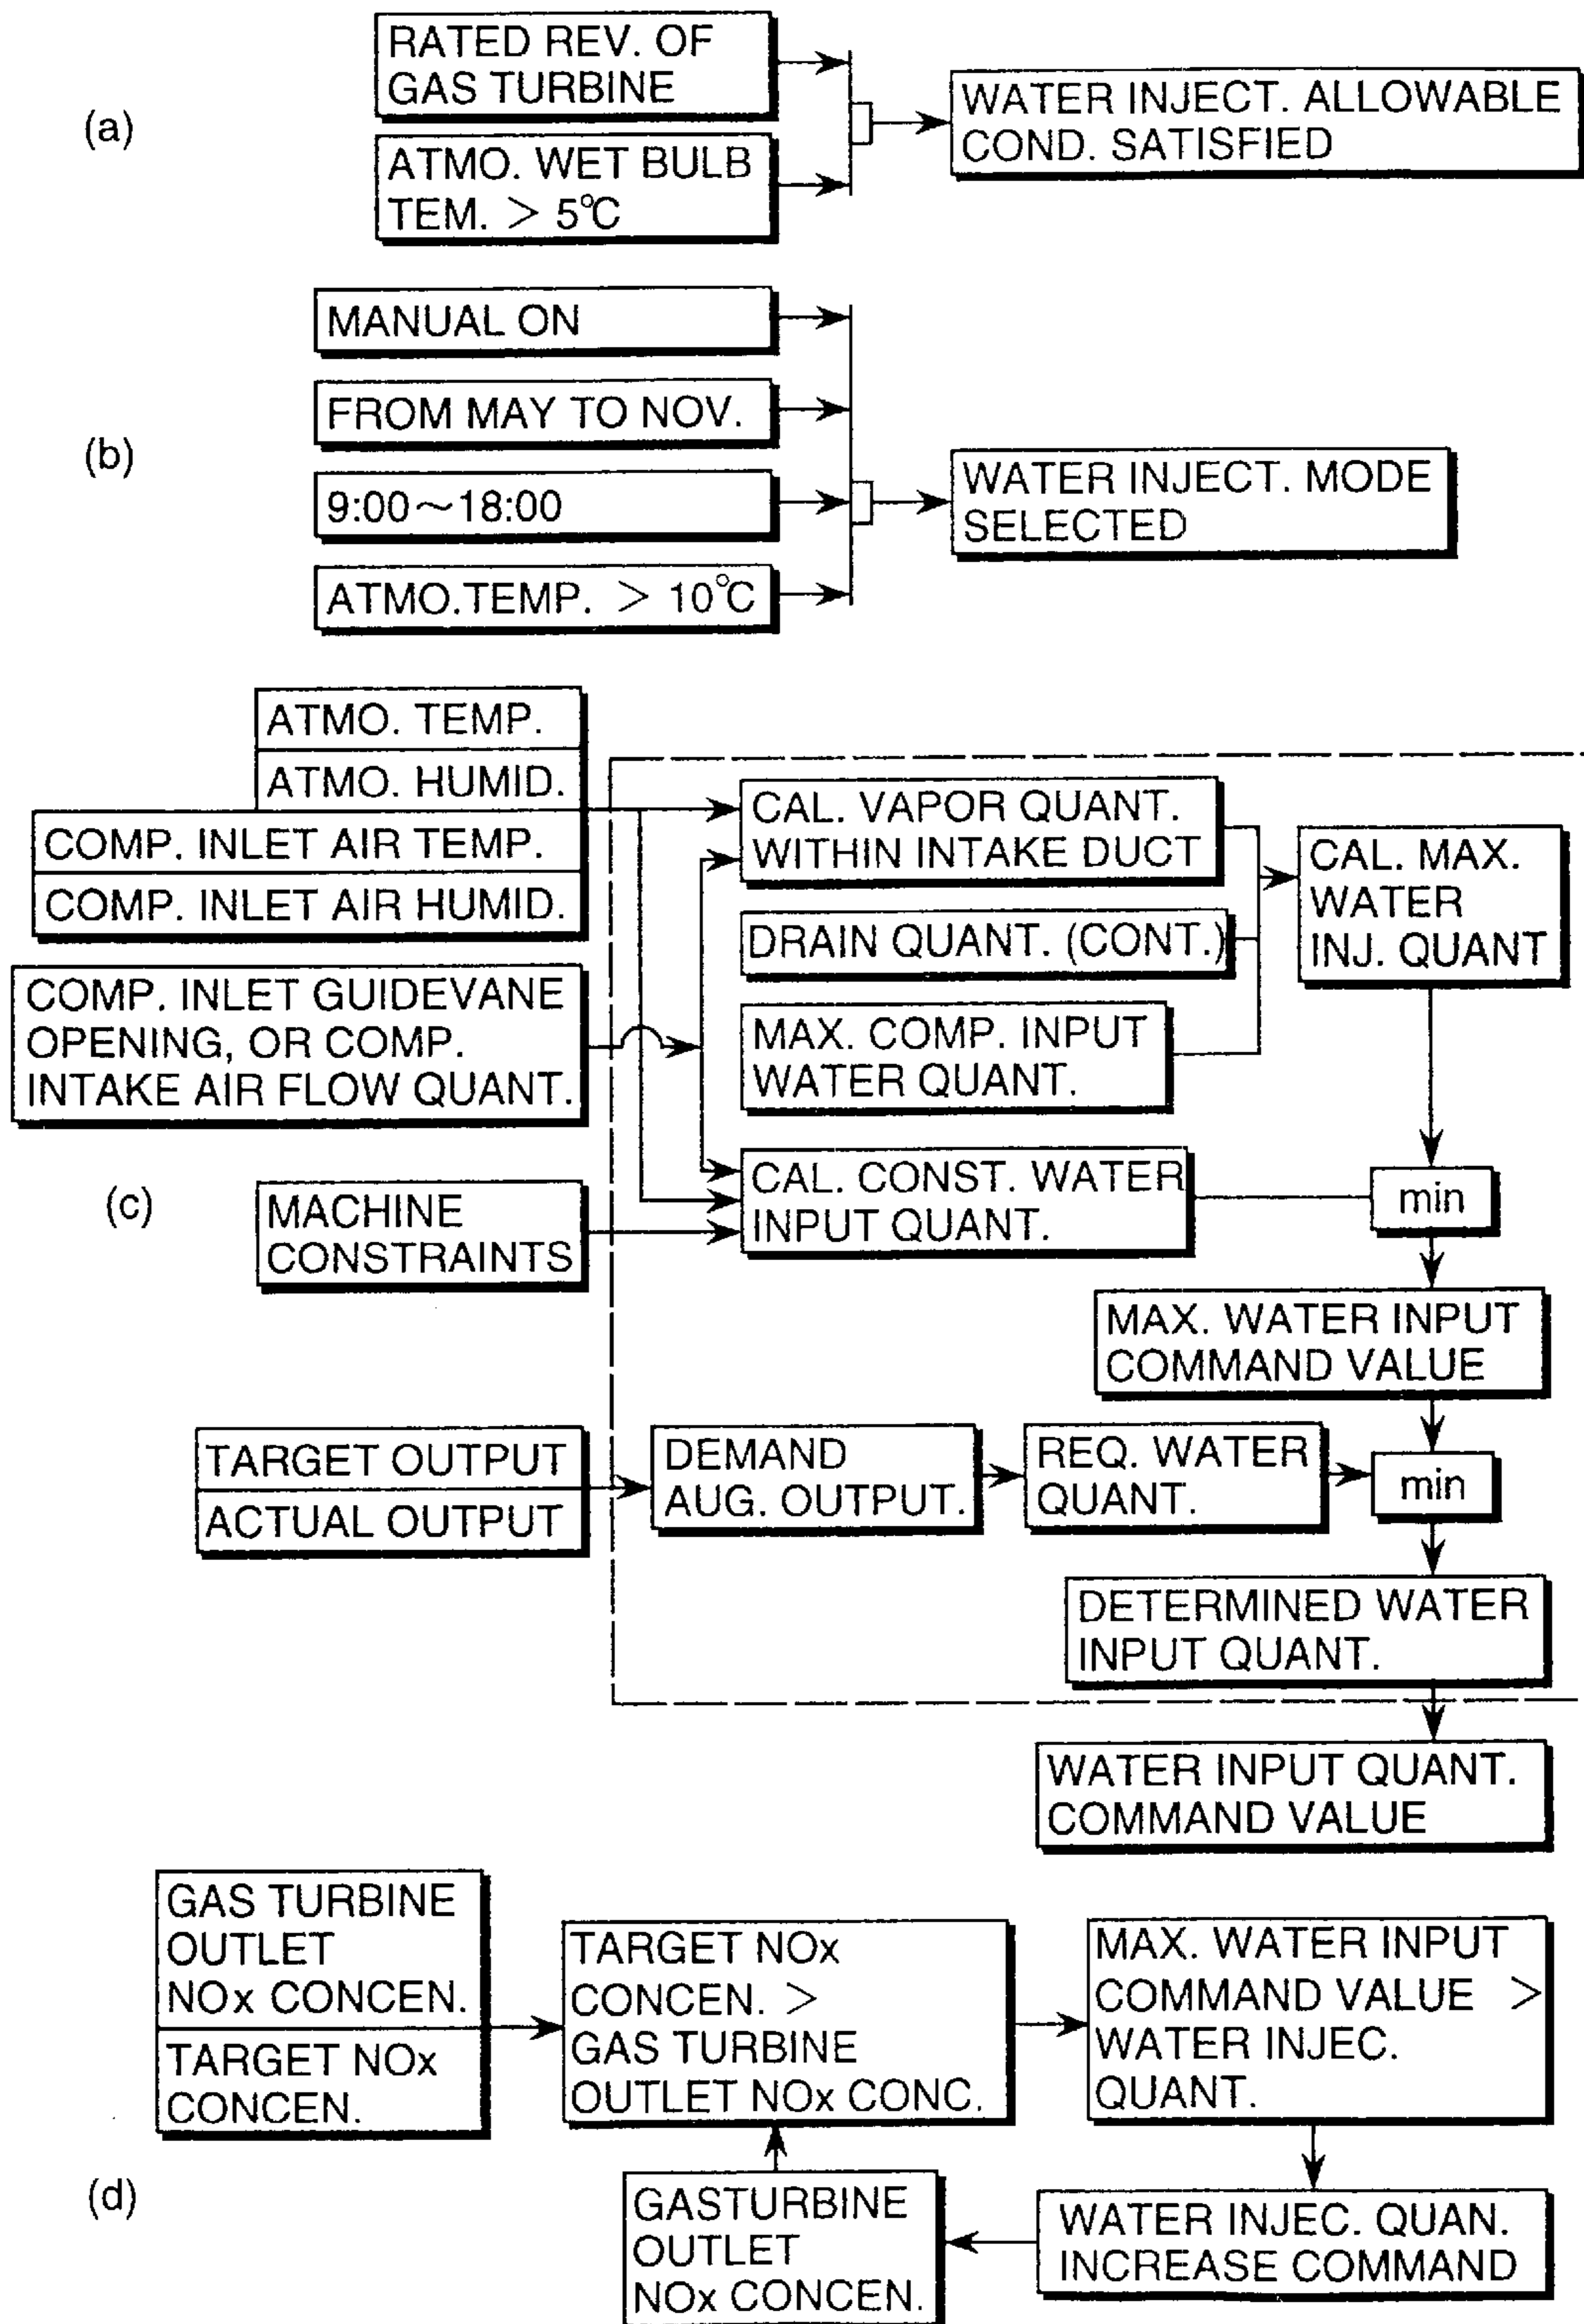 (a)
RATED REV. OF
GAS TURBINE
ATMO. WET BULB
TEM. > 5℃
WATER INJECT. ALLOWABLE
COND. SATISFIED
(b)
MANUAL ON
FROM MAY TO NOV.
9:00～18:00
ATMO.TEMP. > 10℃
WATER INJECT. MODE
SELECTED
(c)
ATMO. TEMP.
ATMO. HUMID.
COMP. INLET AIR TEMP.
COMP. INLET AIR HUMID.
COMP. INLET GUIDEVANE
OPENING, OR COMP.
INTAKE AIR FLOW QUANT.
MACHINE
CONSTRAINTS
CAL. VAPOR QUANT.
WITHIN INTAKE DUCT
DRAIN QUANT. (CONT.)
MAX. COMP. INPUT
WATER QUANT.
CAL. CONST. WATER
INPUT QUANT.
CAL. MAX.
WATER
INJ. QUANT
min
MAX. WATER INPUT
COMMAND VALUE
TARGET OUTPUT
ACTUAL OUTPUT
DEMAND
AUG. OUTPUT.
REQ. WATER
QUANT.
min
DETERMINED WATER
INPUT QUANT.
WATER INPUT QUANT.
COMMAND VALUE
(d)
GAS TURBINE
OUTLET
NOx CONCEN.
TARGET NOx
CONCEN.
TARGET NOx
CONCEN. >
GAS TURBINE
OUTLET NOx CONC.
MAX. WATER INPUT
COMMAND VALUE >
WATER INJEC.
QUANT.
WATER INJEC. QUAN.
INCREASE COMMAND
GASTURBINE
OUTLET
NOx CONCEN.